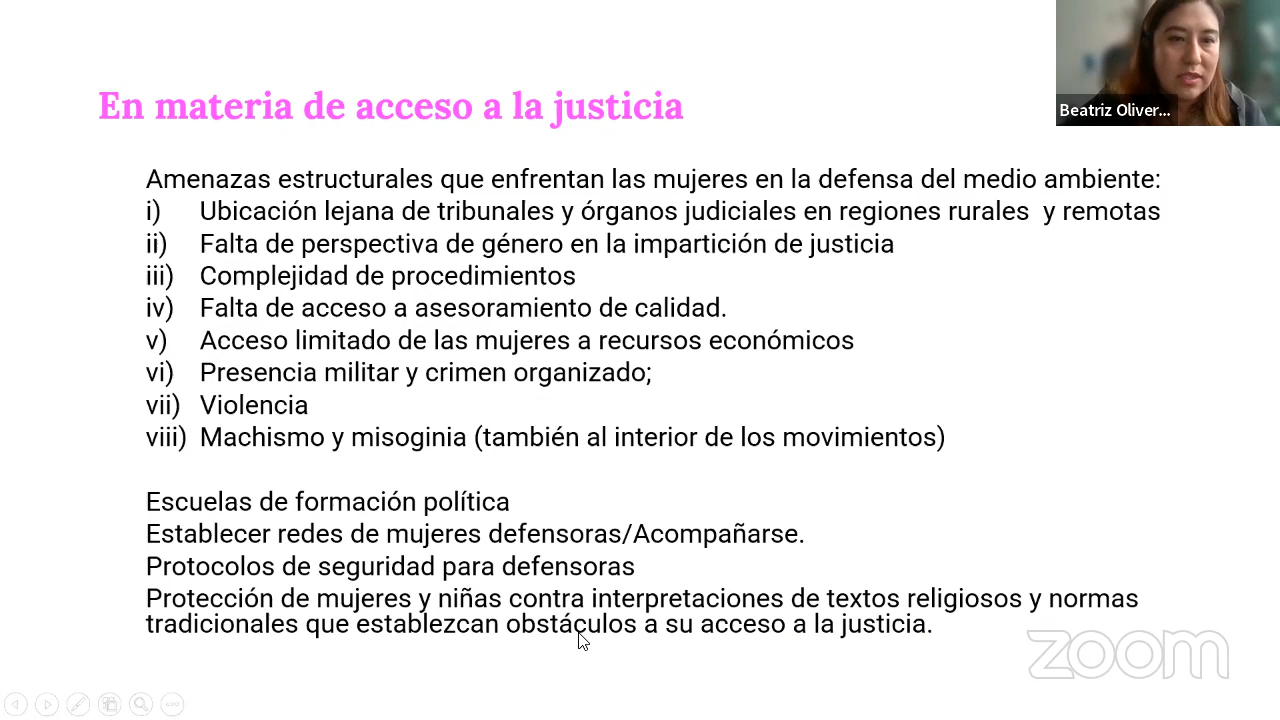 En materia de acceso a la justicia
Beatriz Oliver...
Amenazas estructurales que enfrentan las mujeres en la defensa del medio ambiente:
i) Ubicación lejana de tribunales y órganos judiciales en regiones rurales y remotas
ii) Falta de perspectiva de género en la impartición de justicia
iii) Complejidad de procedimientos
iv) Falta de acceso a asesoramiento de calidad.
v) Acceso limitado de las mujeres a recursos económicos
vi) Presencia militar y crimen organizado;
vii) Violencia
viii) Machismo y misoginia (también al interior de los movimientos)
Escuelas de formación política
Establecer redes de mujeres defensoras/Acompañarse.
Protocolos de seguridad para defensoras
Protección de mujeres y niñas contra interpretaciones de textos religiosos y normas
tradicionales que establezcan obstáculos a su acceso a la justicia.
zoom